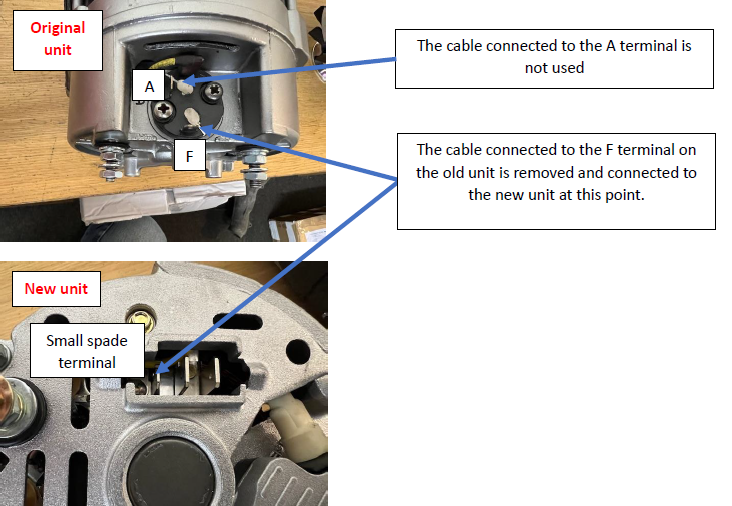 Original
unit
The cable connected to the A terminal is
not used
A
F
The cable connected to the F terminal on
the old unit is removed and connected to
the new unit at this point.
New unit
Small spade
terminal